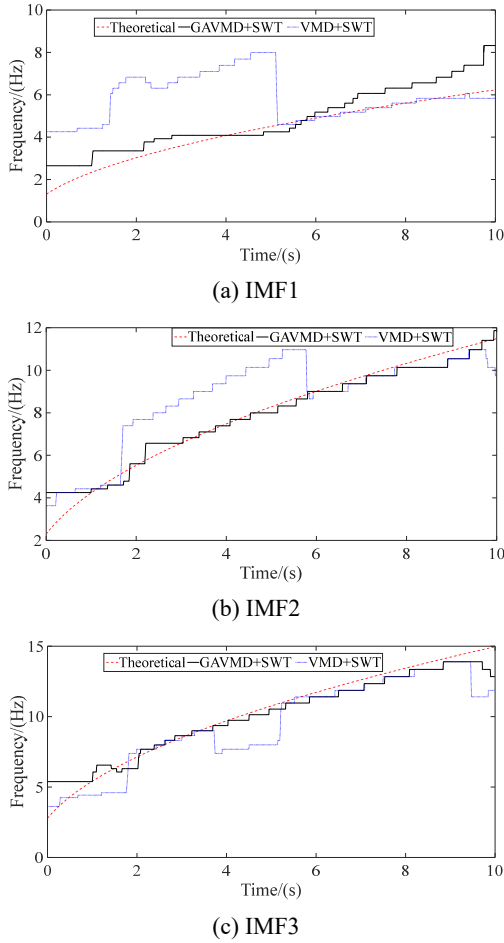 10
8
6
4
2
0
Frequency/(Hz)
Theoretical GAVMD+SWT VMD+SWT
0 2 4 6 8 10
Time/(s)
(a) IMF1
12
10
8
6
4
2
Frequency/(Hz)
Theoretical GAVMD+SWT VMD+SWT
0 2 4 6 8 10
Time/(s)
(b) IMF2
15
10
5
0
Frequency/(Hz)
Theoretical GAVMD+SWT VMD+SWT
0 2 4 6 8 10
Time/(s)
(c) IMF3